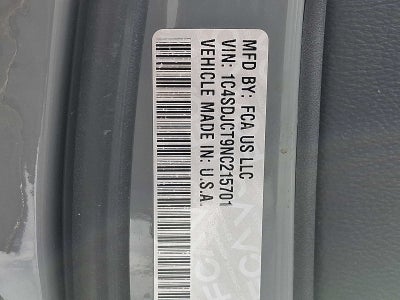 MFD BY: FCA US LLC
VIN: 1C4SDJCT9NC215701
VEHICLE MADE IN: U.S.A.